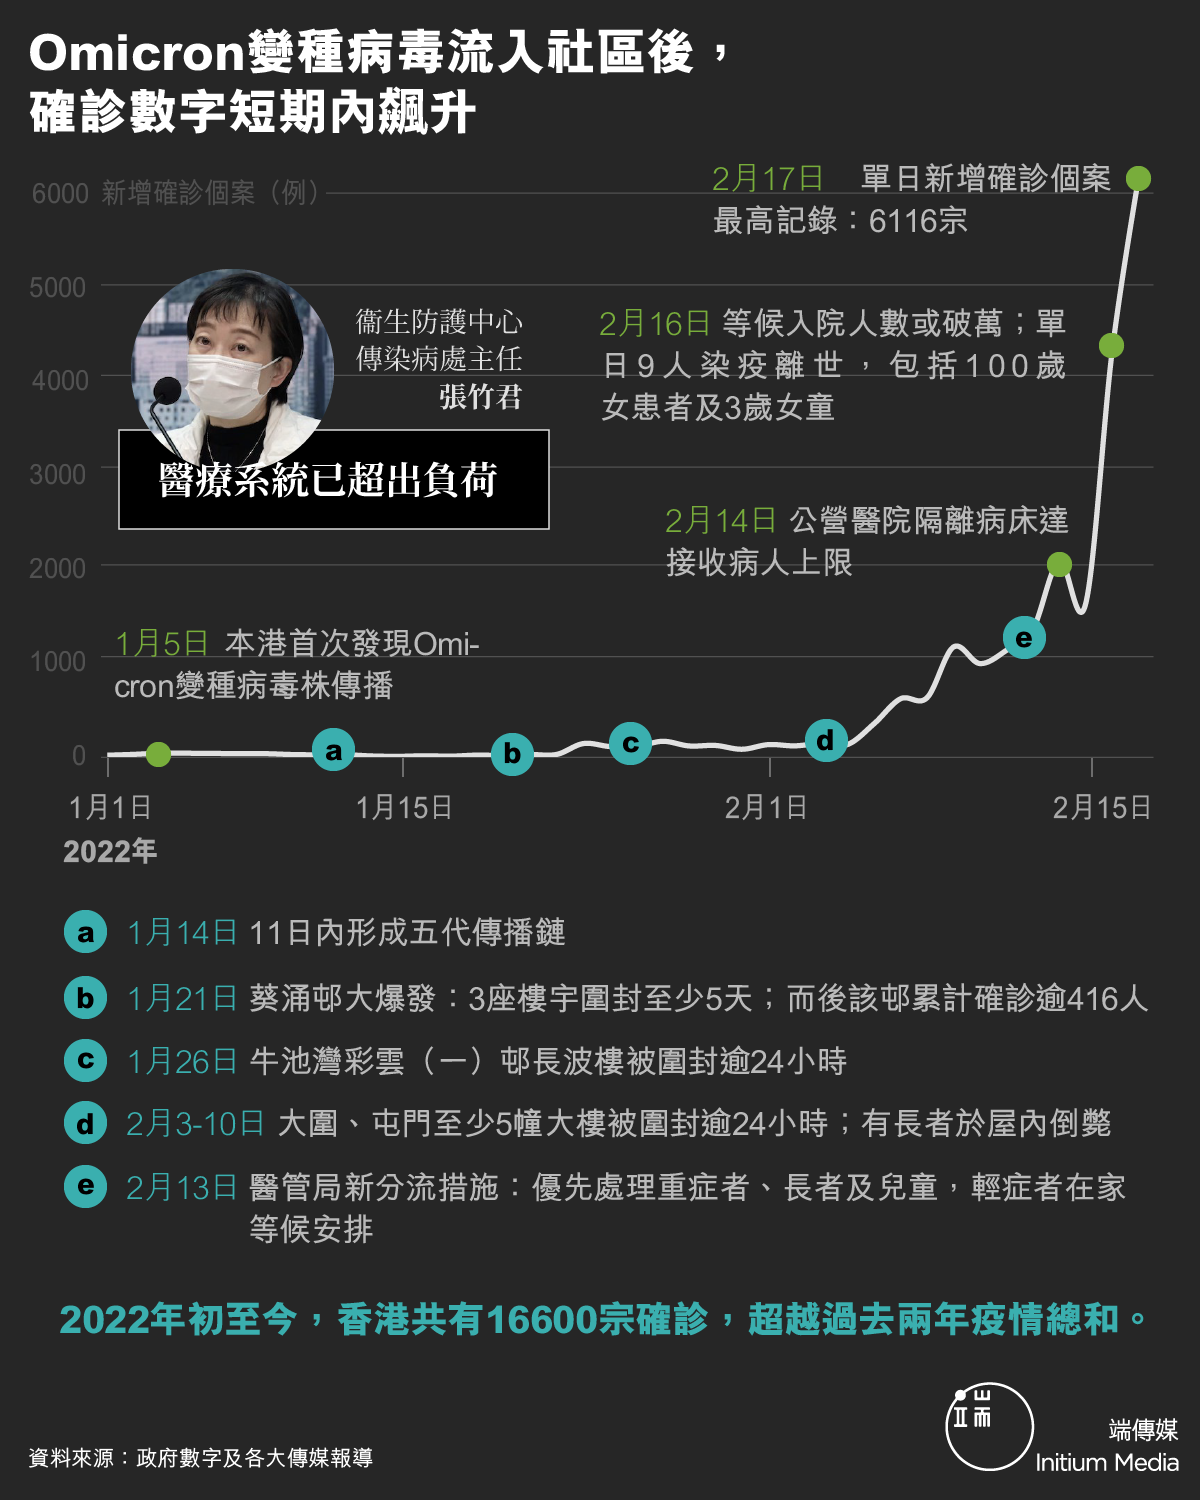 Omicron變種病毒流入社區後，
確診數字短期內飆升
6000 新增確診個案（例）
2月17日 單日新增確診個案
最高記錄：6116宗
5000
衞生防護中心
傳染病處主任
張竹君
2月16日 等候入院人數或破萬；單
日9人染疫離世，包括100歲
女患者及3歲女童
4000
醫療系統已超出負荷
3000
2月14日 公營醫院隔離病床達
接收病人上限
2000
1月5日 本港首次發現Omi-
cron變種病毒株傳播
1000
e
0
a
b
c
d
1月1日
1月15日
2月1日
2月15日
2022年
a 1月14日 11日內形成五代傳播鏈
b 1月21日 葵涌邨大爆發：3座樓宇圍封至少5天；而後該邨累計確診逾416人
c 1月26日 牛池灣彩雲（一）邨長波樓被圍封逾24小時
d 2月3-10日 大圍、屯門至少5幢大樓被圍封逾24小時；有長者於屋內倒斃
e 2月13日 醫管局新分流措施：優先處理重症者、長者及兒童，輕症者在家
等候安排
2022年初至今，香港共有16600宗確診，超越過去兩年疫情總和。
端
端傳媒
Initium Media
資料來源：政府數字及各大傳媒報導